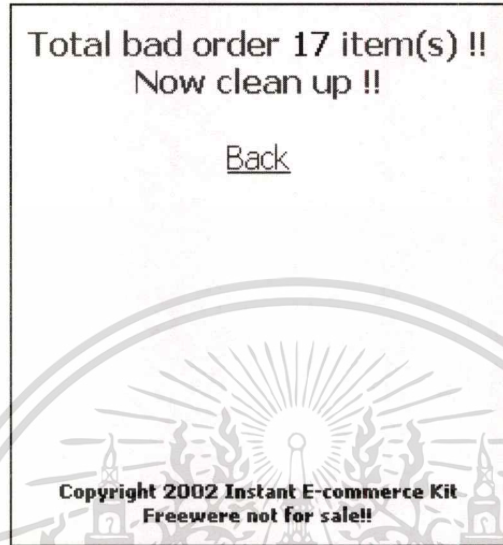 Total bad order 17 item(s) !!
Now clean up !!
Back
Copyright 2002 Instant E-commerce Kit
Freewere not for sale!!